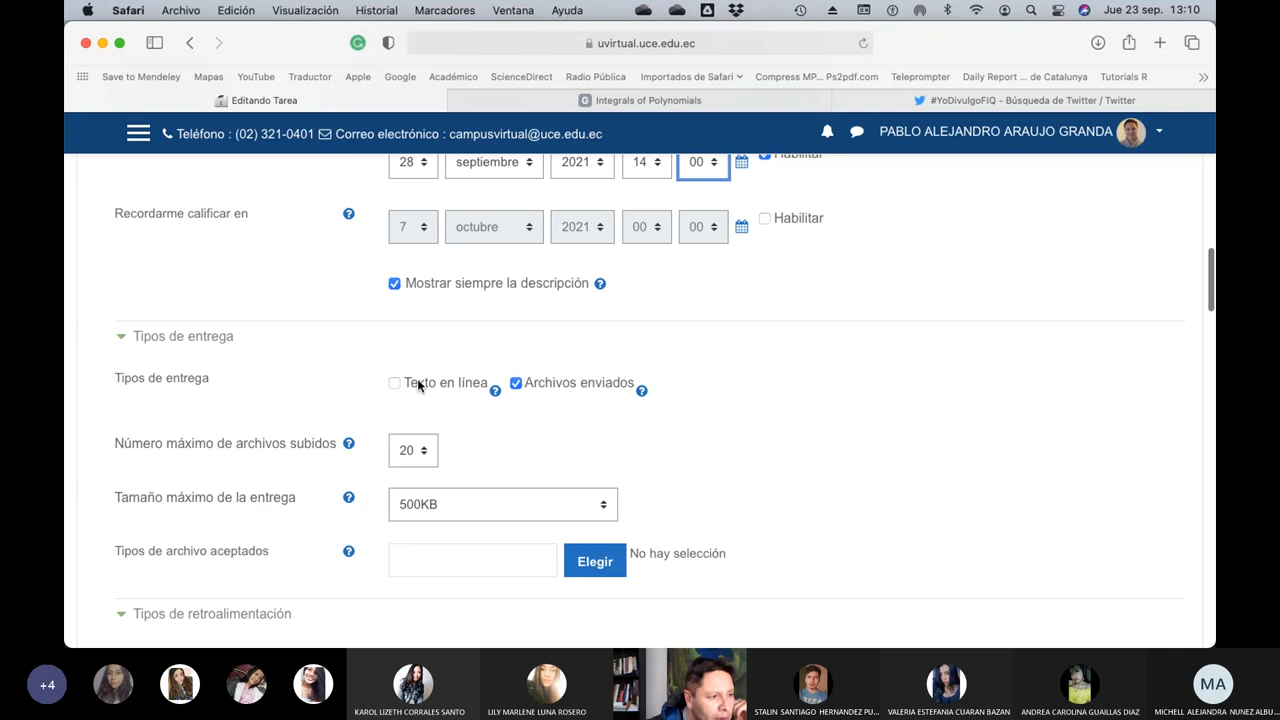 Safari Archivo Edición Visualización Historial Marcadores Ventana Ayuda Jue 23 sep. 13:10
uvirtual.uce.edu.ec
Save to Mendeley Mapas YouTube Traductor Apple Google Académico ScienceDirect Radio Pública Importados de Safari Compress MP... Ps2pdf.com Teleprompter Daily Report ... de Catalunya Tutorials R
Editando Tarea Integrals of Polynomials #YoDivulgoFIQ - Búsqueda de Twitter / Twitter
Teléfono : (02) 321-0401 Correo electrónico : campusvirtual@uce.edu.ec PABLO ALEJANDRO ARAUJO GRANDA
28 septiembre 2021 14 00 Habilitar
Recordarme calificar en 7 octubre 2021 00 00 Habilitar
Mostrar siempre la descripción
Tipos de entrega
Tipos de entrega Texto en línea Archivos enviados
Número máximo de archivos subidos 20
Tamaño máximo de la entrega 500KB
Tipos de archivo aceptados Elegir No hay selección
Tipos de retroalimentación
+4 MA
KAROL LIZETH CORRALES SANTO LILY MARLENE LUNA ROSERO STALIN SANTIAGO HERNANDEZ PU... VALERIA ESTEFANIA CUARAN BAZAN ANDREA CAROLINA GUAILLAS DIAZ MICHELL ALEJANDRA NUNEZ ALBU...